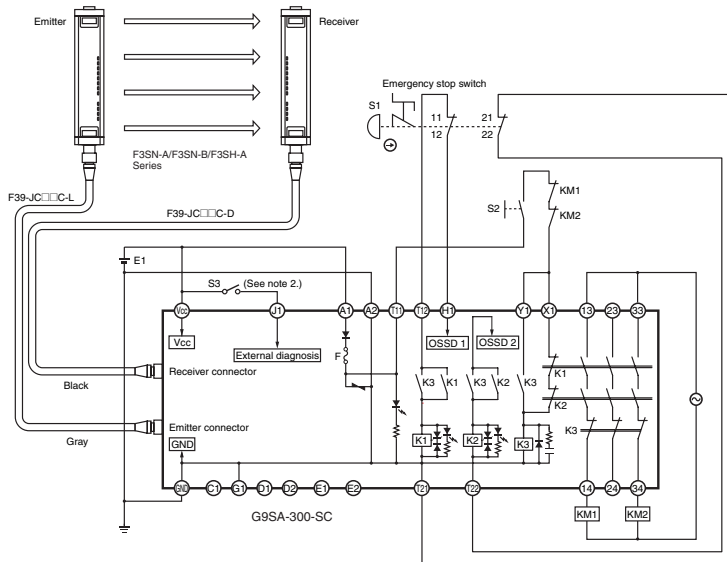 Emitter
Receiver
Emergency stop switch
S1
11
12
21
22
F3SN-A/F3SN-B/F3SH-A
Series
F39-JC□□C-L
F39-JC□□C-D
S2
KM1
KM2
E1
S3
(See note 2.)
Vcc
J1
A1
A2
T11
T12
H1
Y1
X1
13
23
33
Vcc
External diagnosis
F
OSSD 1
OSSD 2
Receiver connector
K3
K1
K3
K2
K3
K1
K2
Black
Emitter connector
GND
Gray
K1
K2
K3
K3
GND
C1
G1
D1
D2
E1
E2
T21
T22
14
24
34
G9SA-300-SC
KM1
KM2